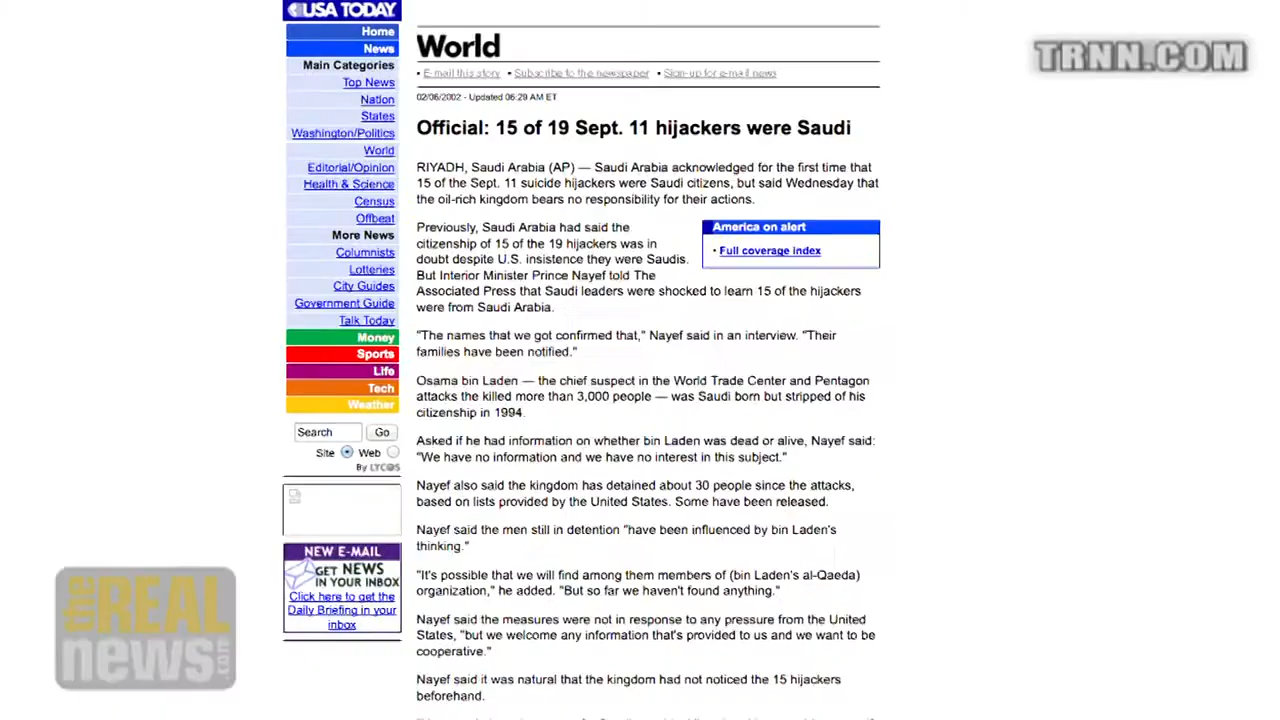 USA TODAY
Home
News
Main Categories
Top News
Nation
States
Washington/Politics
World
Editorial/Opinion
Health & Science
Census
Offbeat
More News
Columnists
Lotteries
City Guides
Government Guide
Talk Today
Money
Sports
Life
Tech
Weather
Search Go
Site Web
By LYCOS
NEW E-MAIL
GET NEWS
IN YOUR INBOX
Click here to get the
Daily Briefing in your
inbox
World
• E-mail this story • Subscribe to the newspaper • Sign-up for e-mail news
02/06/2002 - Updated 06:29 AM ET
Official: 15 of 19 Sept. 11 hijackers were Saudi
RIYADH, Saudi Arabia (AP) — Saudi Arabia acknowledged for the first time that
15 of the Sept. 11 suicide hijackers were Saudi citizens, but said Wednesday that
the oil-rich kingdom bears no responsibility for their actions.
Previously, Saudi Arabia had said the
citizenship of 15 of the 19 hijackers was in
doubt despite U.S. insistence they were Saudis.
But Interior Minister Prince Nayef told The
Associated Press that Saudi leaders were shocked to learn 15 of the hijackers
were from Saudi Arabia.
America on alert
• Full coverage index
"The names that we got confirmed that," Nayef said in an interview. "Their
families have been notified."
Osama bin Laden — the chief suspect in the World Trade Center and Pentagon
attacks the killed more than 3,000 people — was Saudi born but stripped of his
citizenship in 1994.
Asked if he had information on whether bin Laden was dead or alive, Nayef said:
"We have no information and we have no interest in this subject."
Nayef also said the kingdom has detained about 30 people since the attacks,
based on lists provided by the United States. Some have been released.
Nayef said the men still in detention "have been influenced by bin Laden's
thinking."
"It's possible that we will find among them members of (bin Laden's al-Qaeda)
organization," he added. "But so far we haven't found anything."
Nayef said the measures were not in response to any pressure from the United
States, "but we welcome any information that's provided to us and we want to be
cooperative."
Nayef said it was natural that the kingdom had not noticed the 15 hijackers
beforehand.
TRNN.COM
the
REAL
news.com